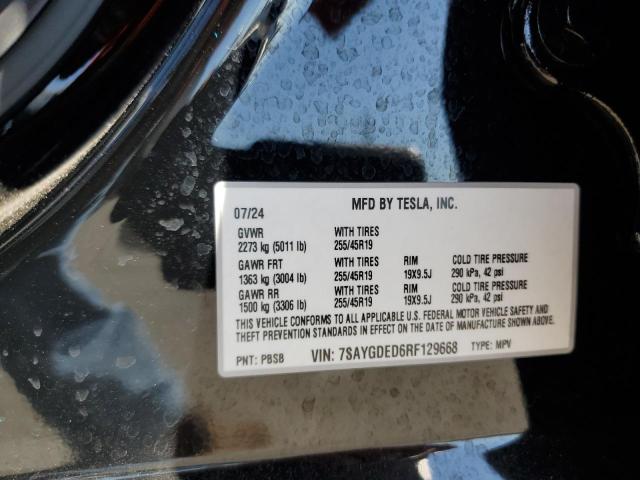 07/24 MFD BY TESLA, INC.
GVWR WITH TIRES
2273 kg (5011 lb) 255/45R19
GAWR FRT WITH TIRES RIM COLD TIRE PRESSURE
1363 kg (3004 lb) 255/45R19 19X9.5J 290 kPa, 42 psi
GAWR RR WITH TIRES RIM COLD TIRE PRESSURE
1500 kg (3306 lb) 255/45R19 19X9.5J 290 kPa, 42 psi
THIS VEHICLE CONFORMS TO ALL APPLICABLE U.S. FEDERAL MOTOR VEHICLE SAFETY AND
THEFT PREVENTION STANDARDS IN EFFECT ON THE DATE OF MANUFACTURE SHOWN ABOVE.
PNT: PBSB VIN: 7SAYGDED6RF129668 TYPE: MPV